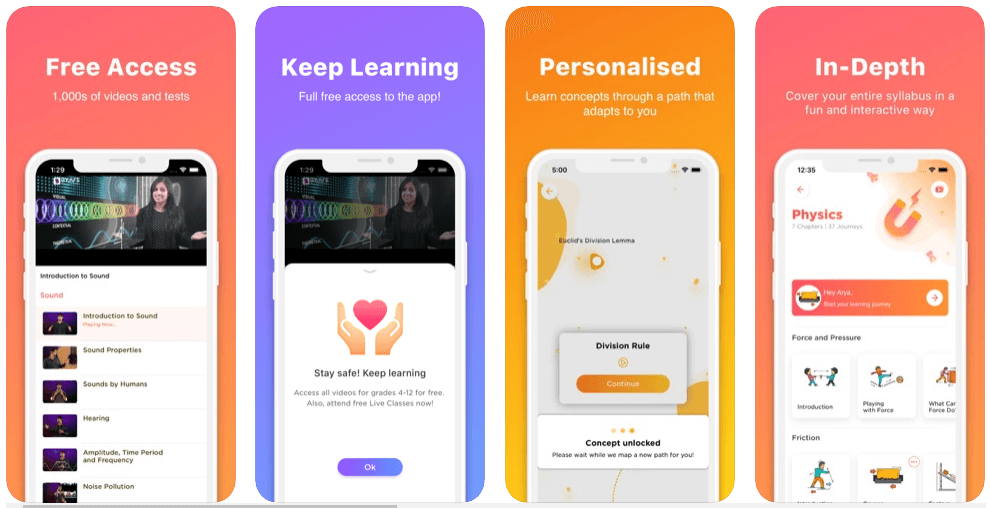 Free Access
1,000s of videos and tests
1:29
BYJU'S
VISUAL
CONTEXTUAL
Introduction to Sound
Sound
Introduction to Sound
Playing Now...
Sound Properties
Sounds by Humans
Hearing
Amplitude, Time Period
and Frequency
Noise Pollution
Keep Learning
Full free access to the app!
1:29
VISUAL
CONTEXTUAL
Stay safe! Keep learning
Access all videos for grades 4-12 for free.
Also, attend free Live Classes now!
Ok
Personalised
Learn concepts through a path that
adapts to you
5:00
Euclid's Division Lemma
Division Rule
Continue
Concept unlocked
Please wait while we map a new path for you!
In-Depth
Cover your entire syllabus in a
fun and interactive way
12:35
Physics
7 Chapters | 37 Journeys
Hey Arya,
Start your learning journey
Force and Pressure
Introduction
Playing
with Force
What Can
Force Do?
Friction